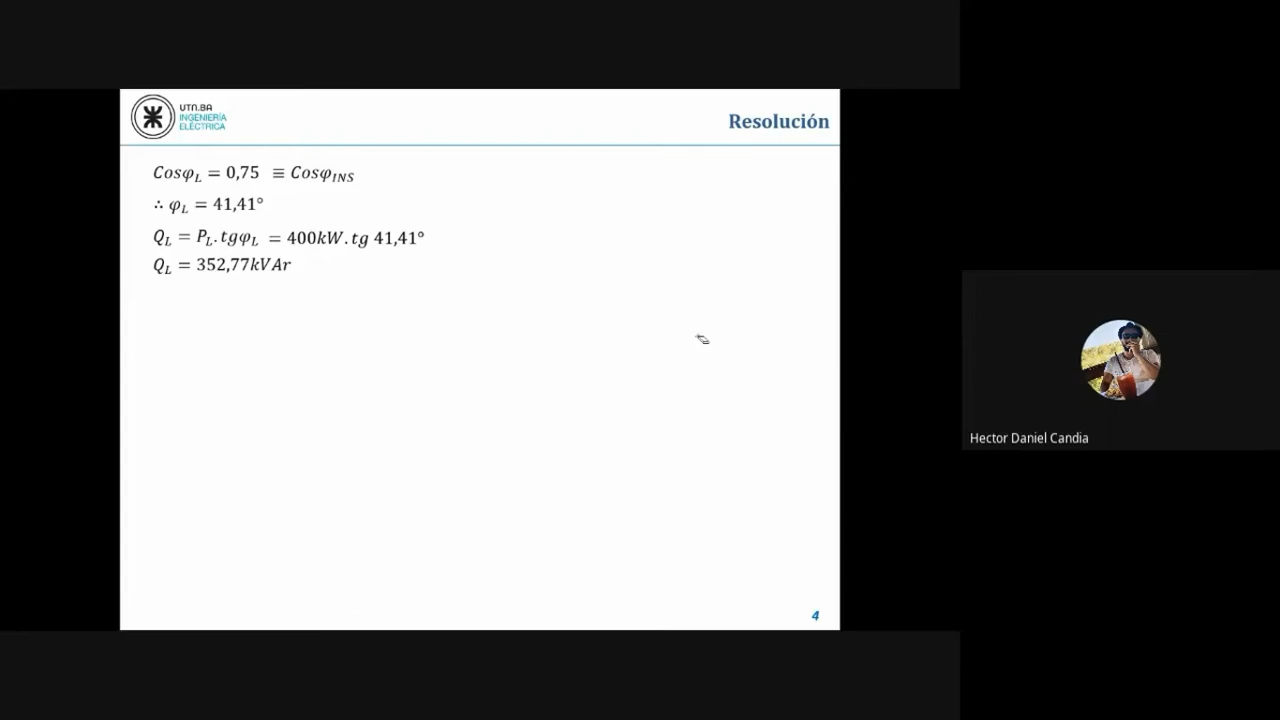 UTN.BA
INGENIERÍA
ELÉCTRICA
Resolución
Cosφ_L = 0,75 ≡ Cosφ_INS
∴ φ_L = 41,41°
Q_L = P_L.tgφ_L = 400kW.tg 41,41°
Q_L = 352,77kVAr
4
Hector Daniel Candia